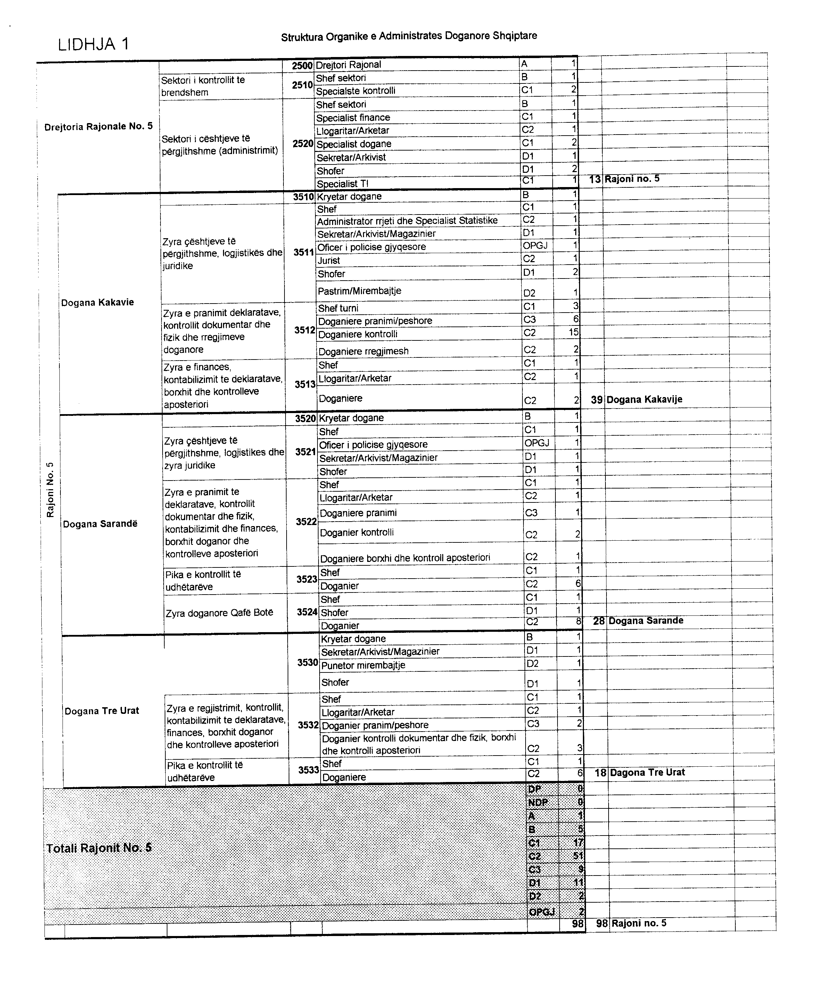 LIDHJA 1
Struktura Organike e Administrates Doganore Shqiptare
Rajoni No. 5
Drejtoria Rajonale No. 5
2500 Drejtori Rajonal A 1
Sektori i kontrollit te
brendshem
2510
Shef sektori B 1
Specialste kontrolli C1 2
Sektori i cështjeve të
përgjithshme (administrimit)
2520
Shef sektori B 1
Specialist finance C1 1
Llogaritar/Arketar C2 1
Specialist dogane C1 2
Sekretar/Arkivist D1 1
Shofer D1 2
Specialist TI C1 1 13 Rajoni no. 5
Dogana Kakavie
3510 Kryetar dogane B 1
Zyra çështjeve të
përgjithshme, logjistikës dhe
juridike
3511
Shef C1 1
Administrator rrjeti dhe Specialist Statistike C2 1
Sekretar/Arkivist/Magazinier D1 1
Oficer i policise gjyqesore OPGJ 1
Jurist C2 1
Shofer D1 2
Pastrim/Mirembajtje D2 1
Zyra e pranimit deklaratave,
kontrollit dokumentar dhe
fizik dhe rregjimeve
doganore
3512
Shef turni C1 3
Doganiere pranimi/peshore C3 6
Doganiere kontrolli C2 15
Doganiere rregjimesh C2 2
Zyra e finances,
kontabilizimit te deklaratave,
borxhit dhe kontrolleve
aposteriori
3513
Shef C1 1
Llogaritar/Arketar C2 1
Doganiere C2 2 39 Dogana Kakavije
Dogana Sarandë
3520 Kryetar dogane B 1
Zyra çështjeve të
përgjithshme, logjistikes dhe
zyra juridike
3521
Shef C1 1
Oficer i policise gjyqesore OPGJ 1
Sekretar/Arkivist/Magazinier D1 1
Shofer D1 1
Zyra e pranimit te
deklaratave, kontrollit
dokumentar dhe fizik,
kontabilizimit dhe finances,
borxhit doganor dhe
kontrolleve aposteriori
3522
Shef C1 1
Llogaritar/Arketar C2 1
Doganiere pranimi C3 1
Doganier kontrolli C2 2
Doganiere borxhi dhe kontroll aposteriori C2 1
Pika e kontrollit të
udhëtarëve
3523
Shef C1 1
Doganier C2 6
Zyra doganore Qafë Botë
3524
Shef C1 1
Shofer D1 1
Doganier C2 8 28 Dogana Sarande
Dogana Tre Urat
3530
Kryetar dogane B 1
Sekretar/Arkivist/Magazinier D1 1
Punetor mirembajtje D2 1
Shofer D1 1
Zyra e regjistrimit, kontrollit,
kontabilizimit te deklaratave,
finances, borxhit doganor
dhe kontrolleve aposteriori
3532
Shef C1 1
Llogaritar/Arketar C2 1
Doganier pranim/peshore C3 2
Doganier kontrolli dokumentar dhe fizik, borxhi
dhe kontrolli aposteriori C2 3
Pika e kontrollit të
udhëtarëve
3533
Shef C1 1
Doganiere C2 6 18 Dagona Tre Urat
Totali Rajonit No. 5
DP 0
NDP 0
A 1
B 5
C1 17
C2 51
C3 9
D1 11
D2 2
OPGJ 2
98 98 Rajoni no. 5